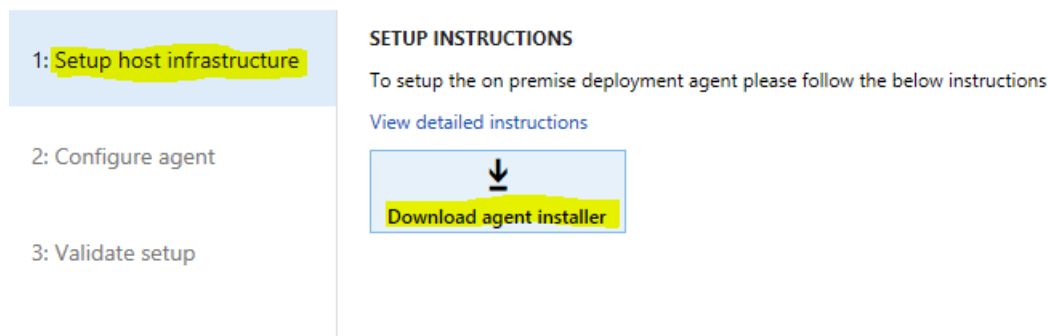 1: Setup host infrastructure
2: Configure agent
3: Validate setup
SETUP INSTRUCTIONS
To setup the on premise deployment agent please follow the below instructions
View detailed instructions
Download agent installer